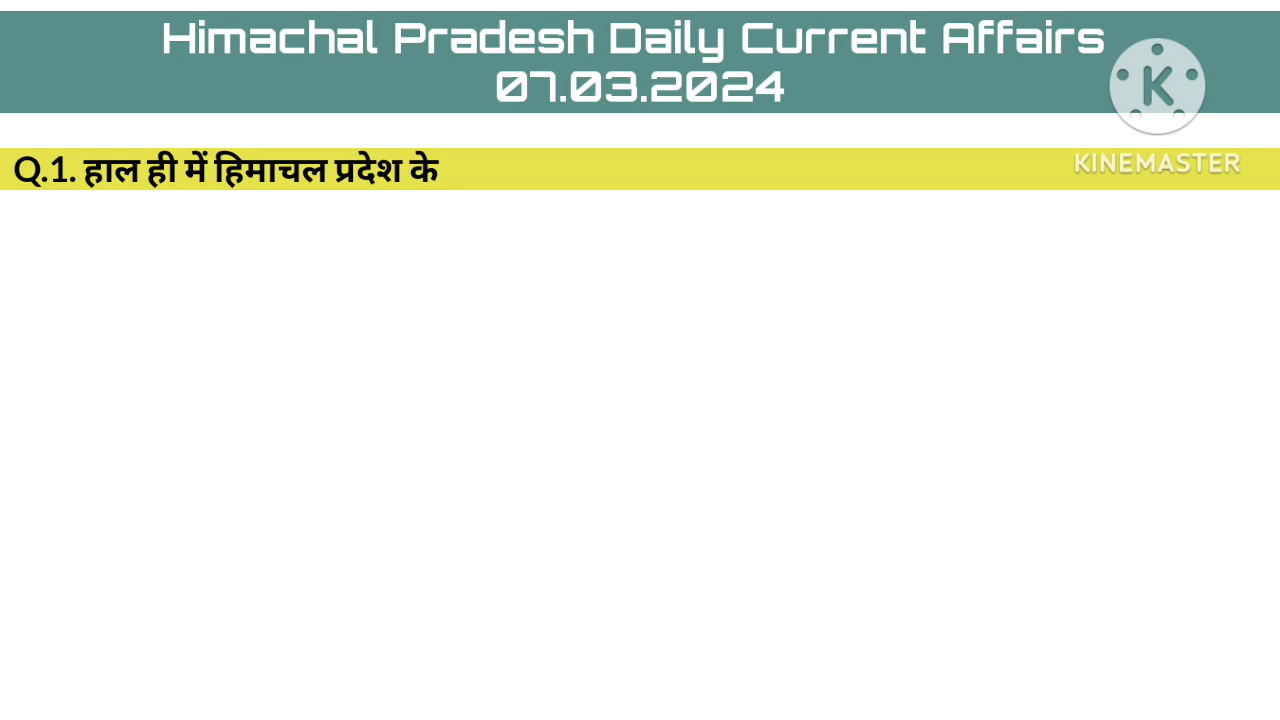 Himachal Pradesh Daily Current Affairs
07.03.2024
K
KINEMASTER
Q.1. हाल ही में हिमाचल प्रदेश के